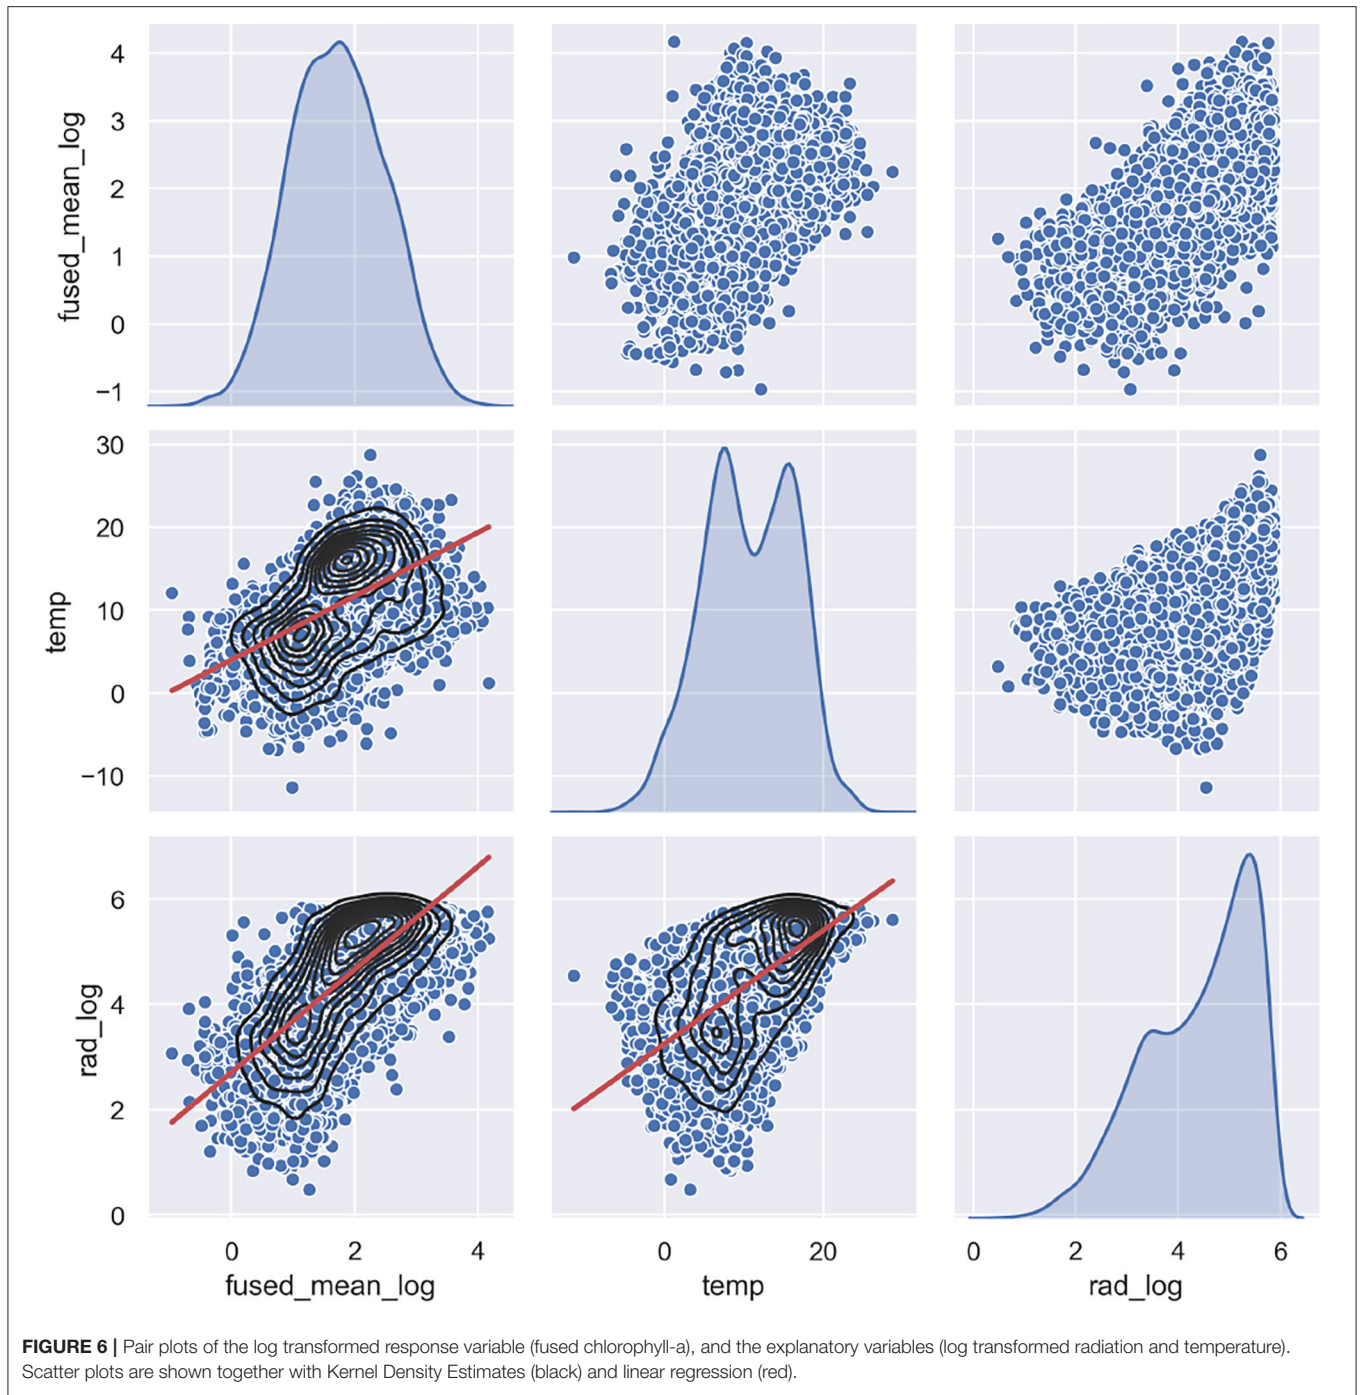 4
3
2
1
0
−1
fused_mean_log
30
20
10
0
−10
temp
6
4
2
0
rad_log
0 2 4
0 20
0 2 4 6
fused_mean_log
temp
rad_log
FIGURE 6 | Pair plots of the log transformed response variable (fused chlorophyll-a), and the explanatory variables (log transformed radiation and temperature).
Scatter plots are shown together with Kernel Density Estimates (black) and linear regression (red).